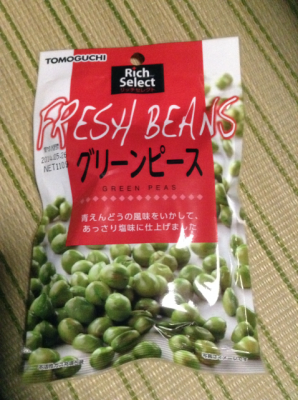 TOMOGUCHI
Rich
Select
FRESH BEANS
グリーンピース
GREEN PEAS
青えんどうの風味をいかして、
あっさり塩味に仕上げました